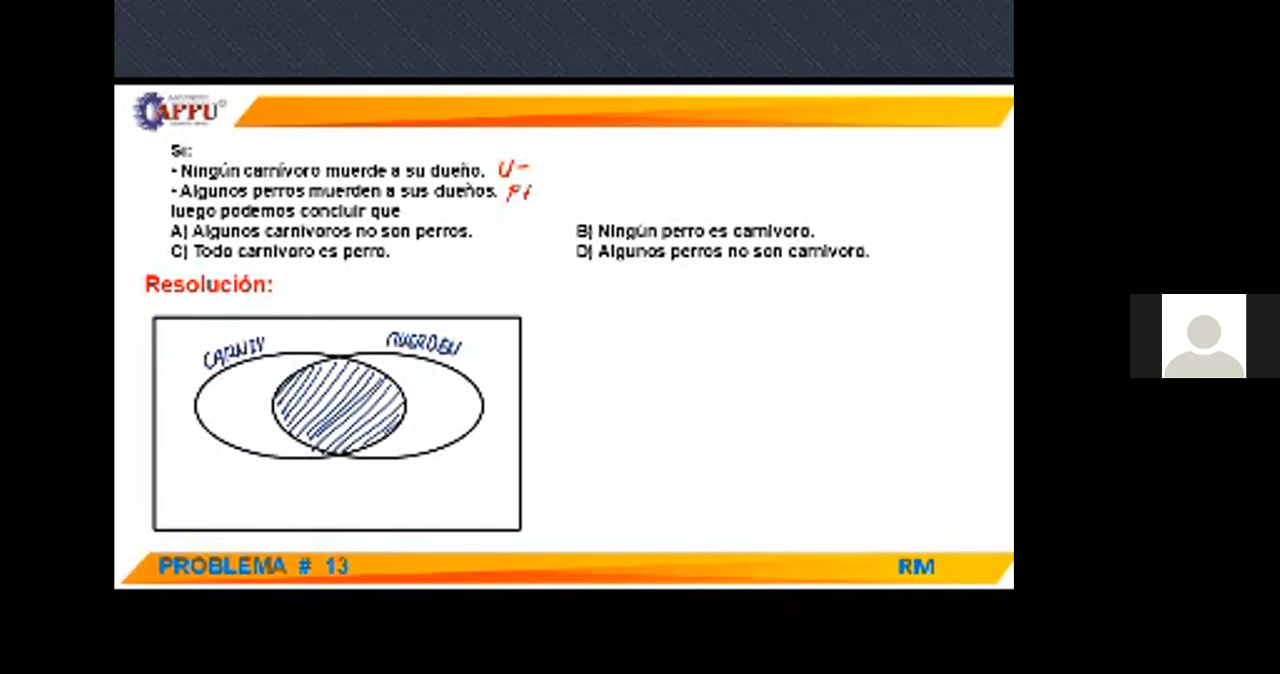 CAPPU
Si:
- Ningún carnívoro muerde a su dueño. U-
- Algunos perros muerden a sus dueños. P+
luego podemos concluir que
A) Algunos carnívoros no son perros. B) Ningún perro es carnívoro.
C) Todo carnívoro es perro. D) Algunos perros no son carnívoro.
Resolución:
CARNIV MUERDEN
PROBLEMA # 13 RM